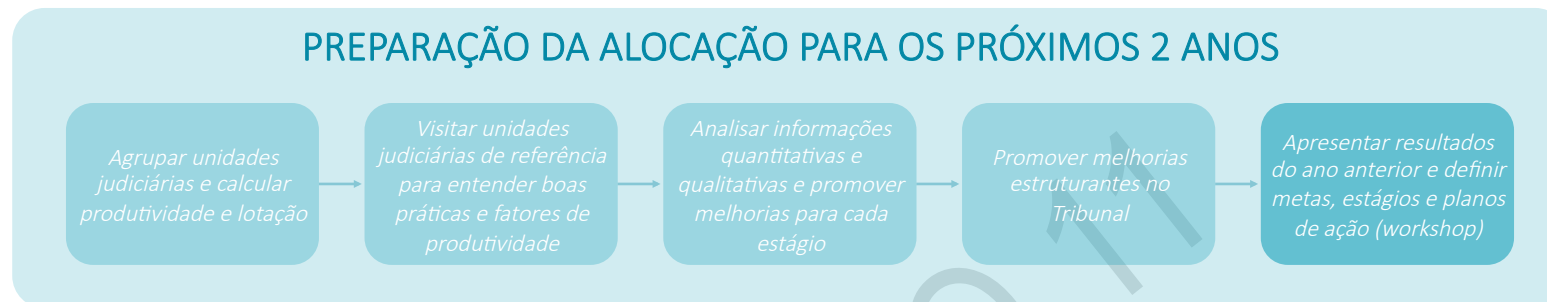 PREPARAÇÃO DA ALOCAÇÃO PARA OS PRÓXIMOS 2 ANOS
Agrupar unidades
judiciárias e calcular
produtividade e lotação
Visitar unidades
judiciárias de referência
para entender boas
práticas e fatores de
produtividade
Analisar informações
quantitativas e
qualitativas e promover
melhorias para cada
estágio
Promover melhorias
estruturantes no
Tribunal
Apresentar resultados
do ano anterior e definir
metas, estágios e planos
de ação (workshop)